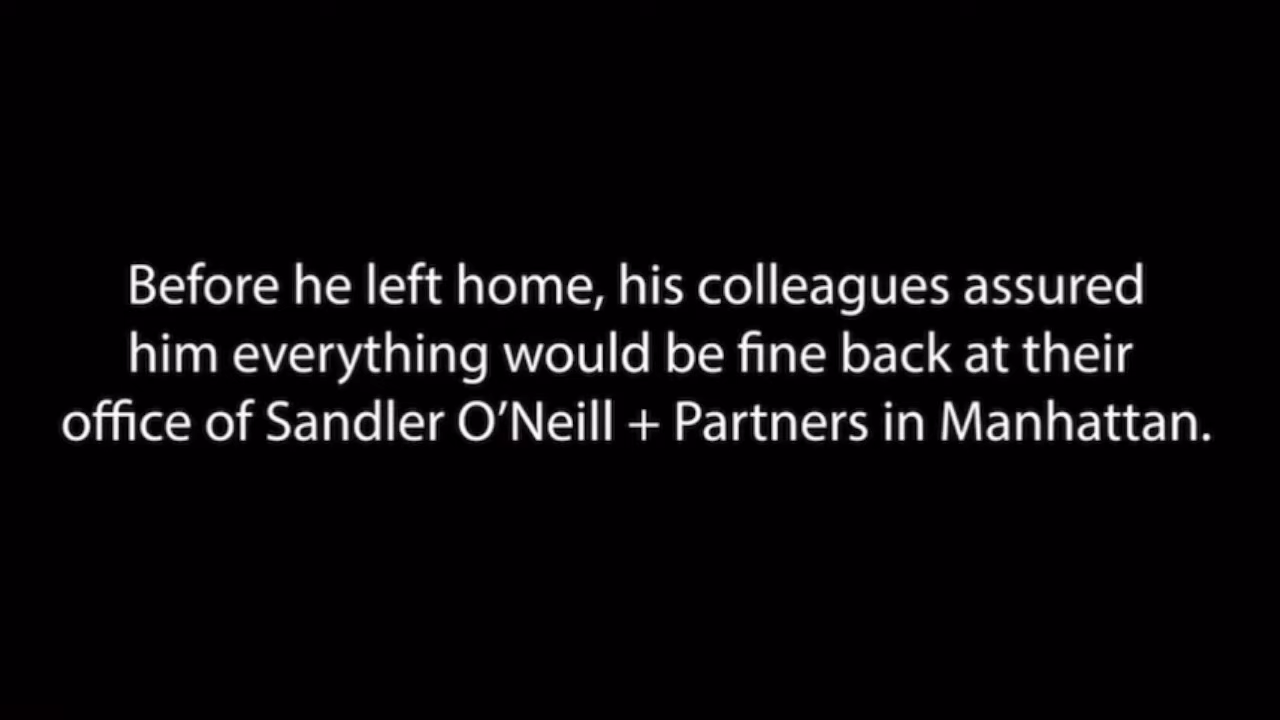 Before he left home, his colleagues assured
him everything would be fine back at their
office of Sandler O’Neill + Partners in Manhattan.